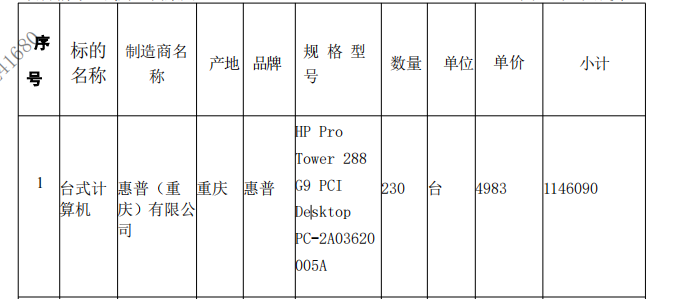 序号
标的名称
制造商名称
产地
品牌
规 格 型号
数量
单位
单价
小计
1
台式计算机
惠普（重庆）有限公司
重庆
惠普
HP Pro
Tower 288
G9 PCI
Desktop
PC-2A03620
005A
230
台
4983
1146090